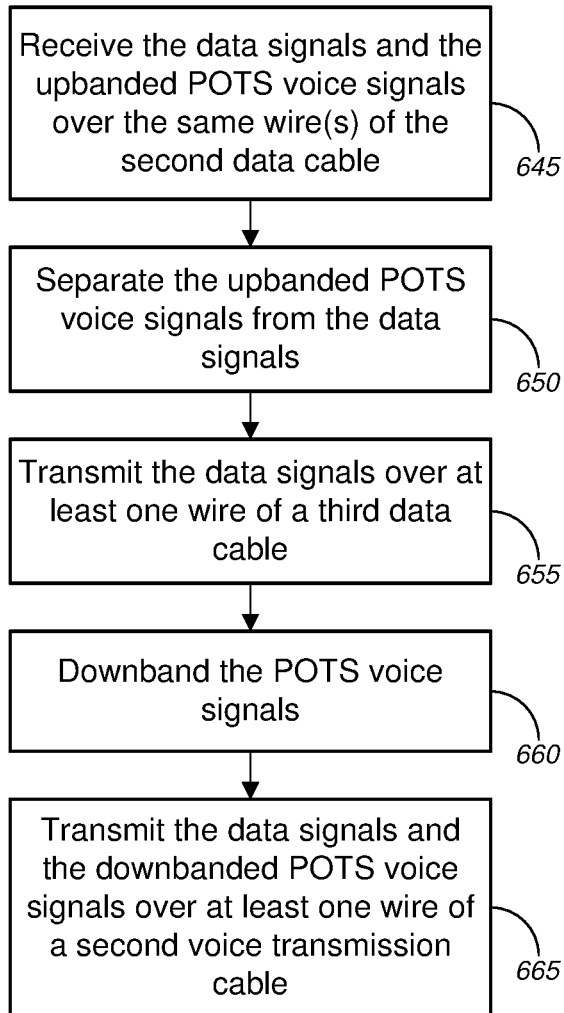 Receive the data signals and the
upbanded POTS voice signals
over the same wire(s) of the
second data cable
645
Separate the upbanded POTS
voice signals from the data
signals
650
Transmit the data signals over at
least one wire of a third data
cable
655
Downband the POTS voice
signals
660
Transmit the data signals and
the downbanded POTS voice
signals over at least one wire of
a second voice transmission
cable
665